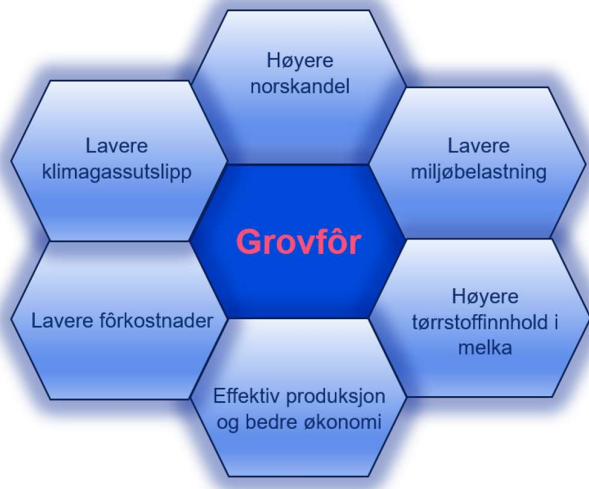 Høyere
norskandel
Lavere
klimagassutslipp
Lavere
miljøbelastning
Grovfôr
Lavere fôrkostnader
Høyere
tørrstoffinnhold i
melka
Effektiv produksjon
og bedre økonomi